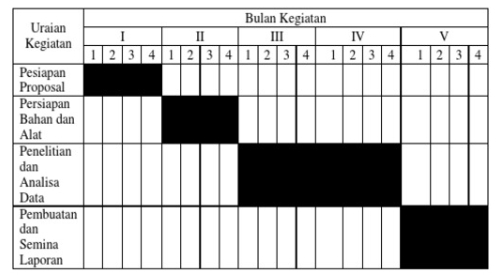 Uraian
Kegiatan
Bulan Kegiatan
I II III IV V
1 2 3 4 1 2 3 4 1 2 3 4 1 2 3 4 1 2 3 4
Pesiapan
Proposal
Persiapan
Bahan dan
Alat
Penelitian
dan
Analisa
Data
Pembuatan
dan
Semina
Laporan